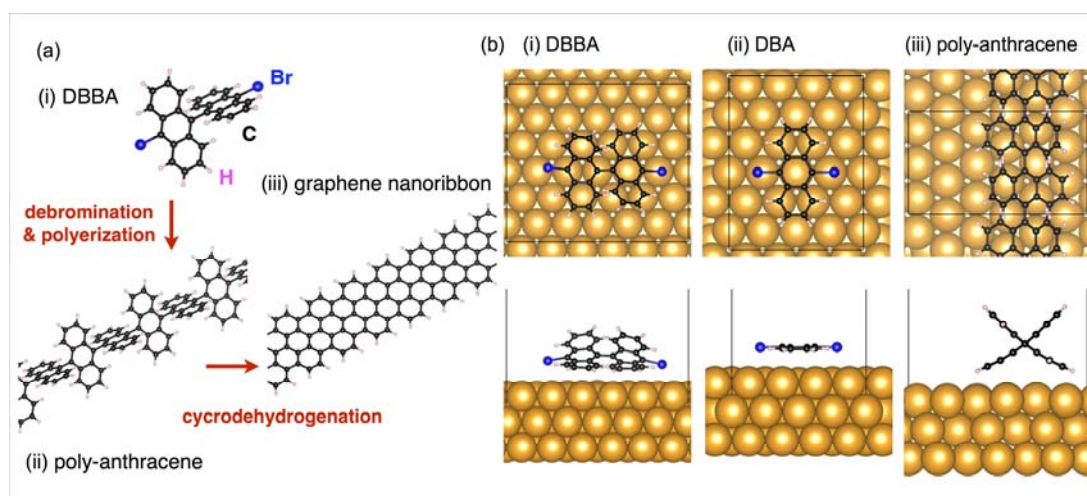 (a)
(i) DBBA
Br
C
H
debromination
& polyerization
(iii) graphene nanoribbon
cycrodehydrogenation
(ii) poly-anthracene
(b)
(i) DBBA
(ii) DBA
(iii) poly-anthracene